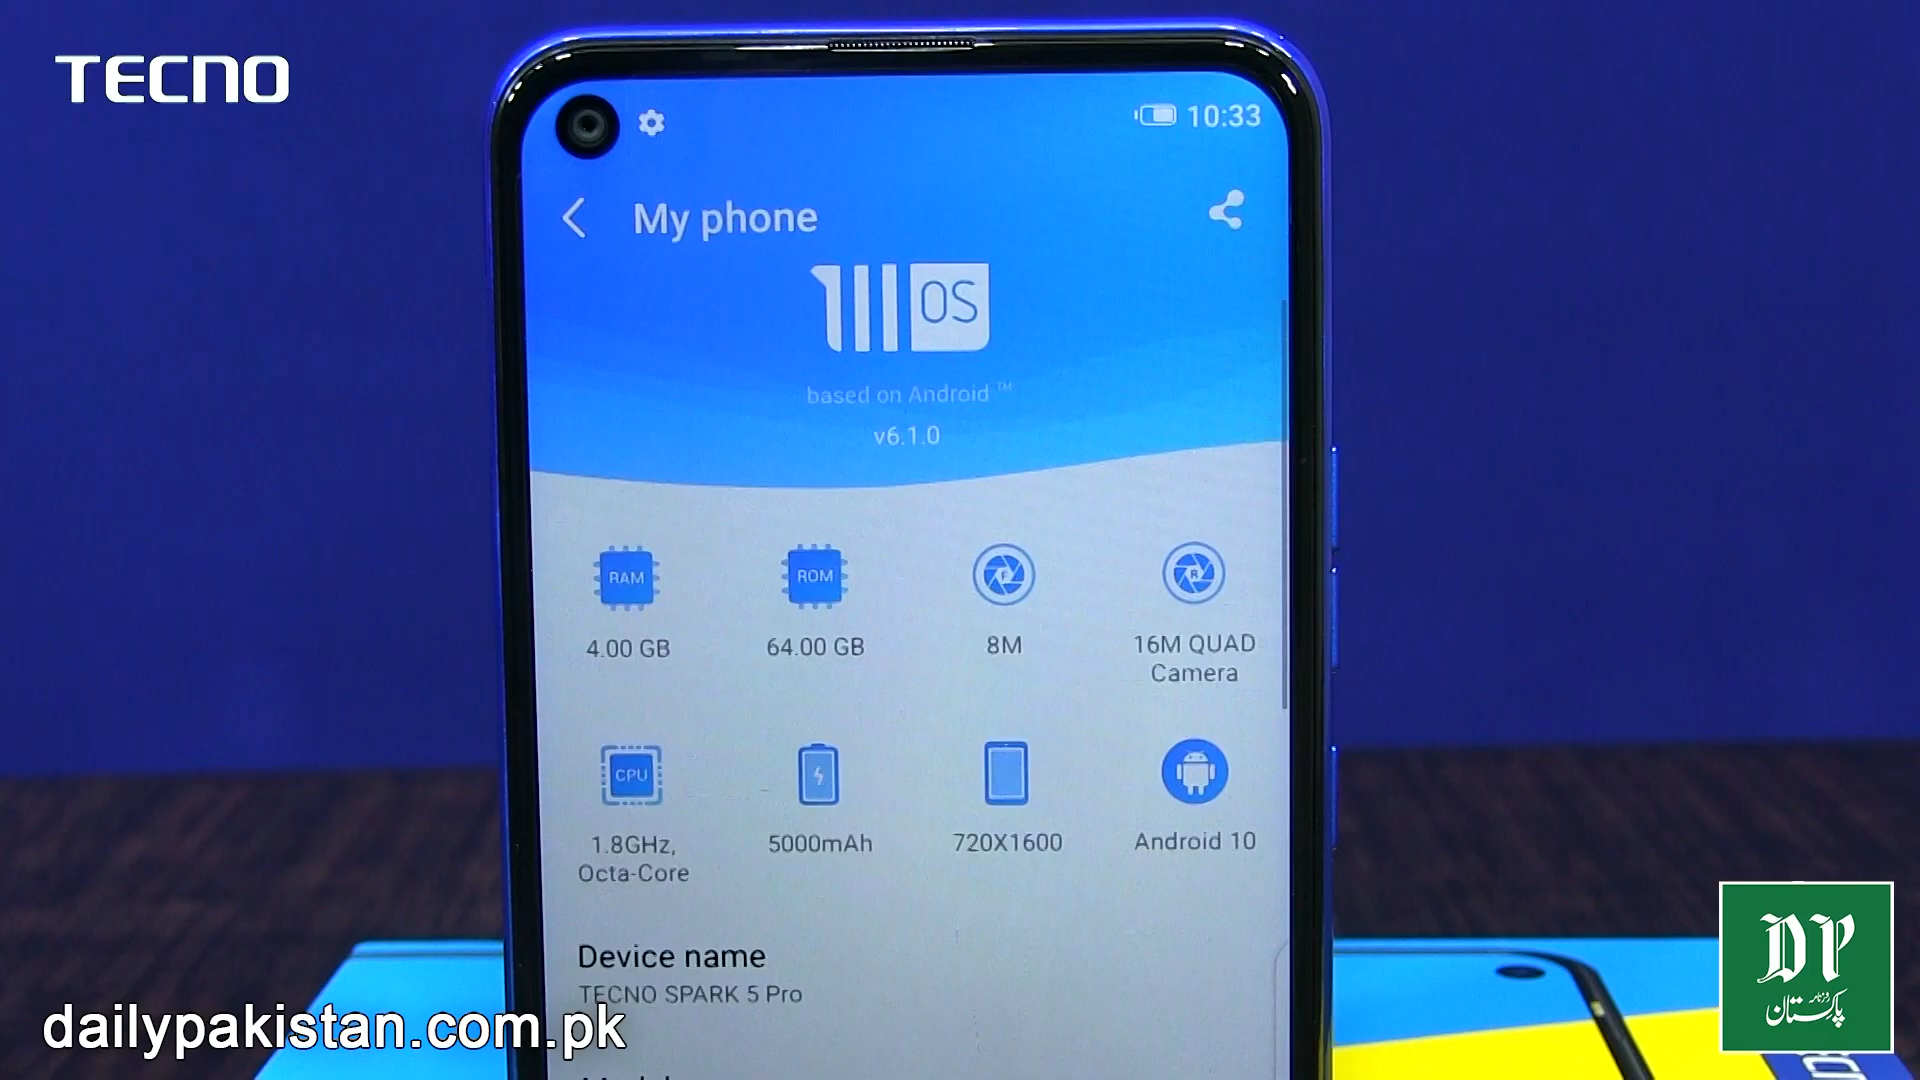 TECNO
10:33
My phone
OS
based on Android™
v6.1.0
RAM
ROM
F
R
4.00 GB
64.00 GB
8M
16M QUAD
Camera
CPU
1.8GHz,
Octa-Core
5000mAh
720X1600
Android 10
Device name
TECNO SPARK 5 Pro
dailypakistan.com.pk
DP
روزنامہ
پاکستان